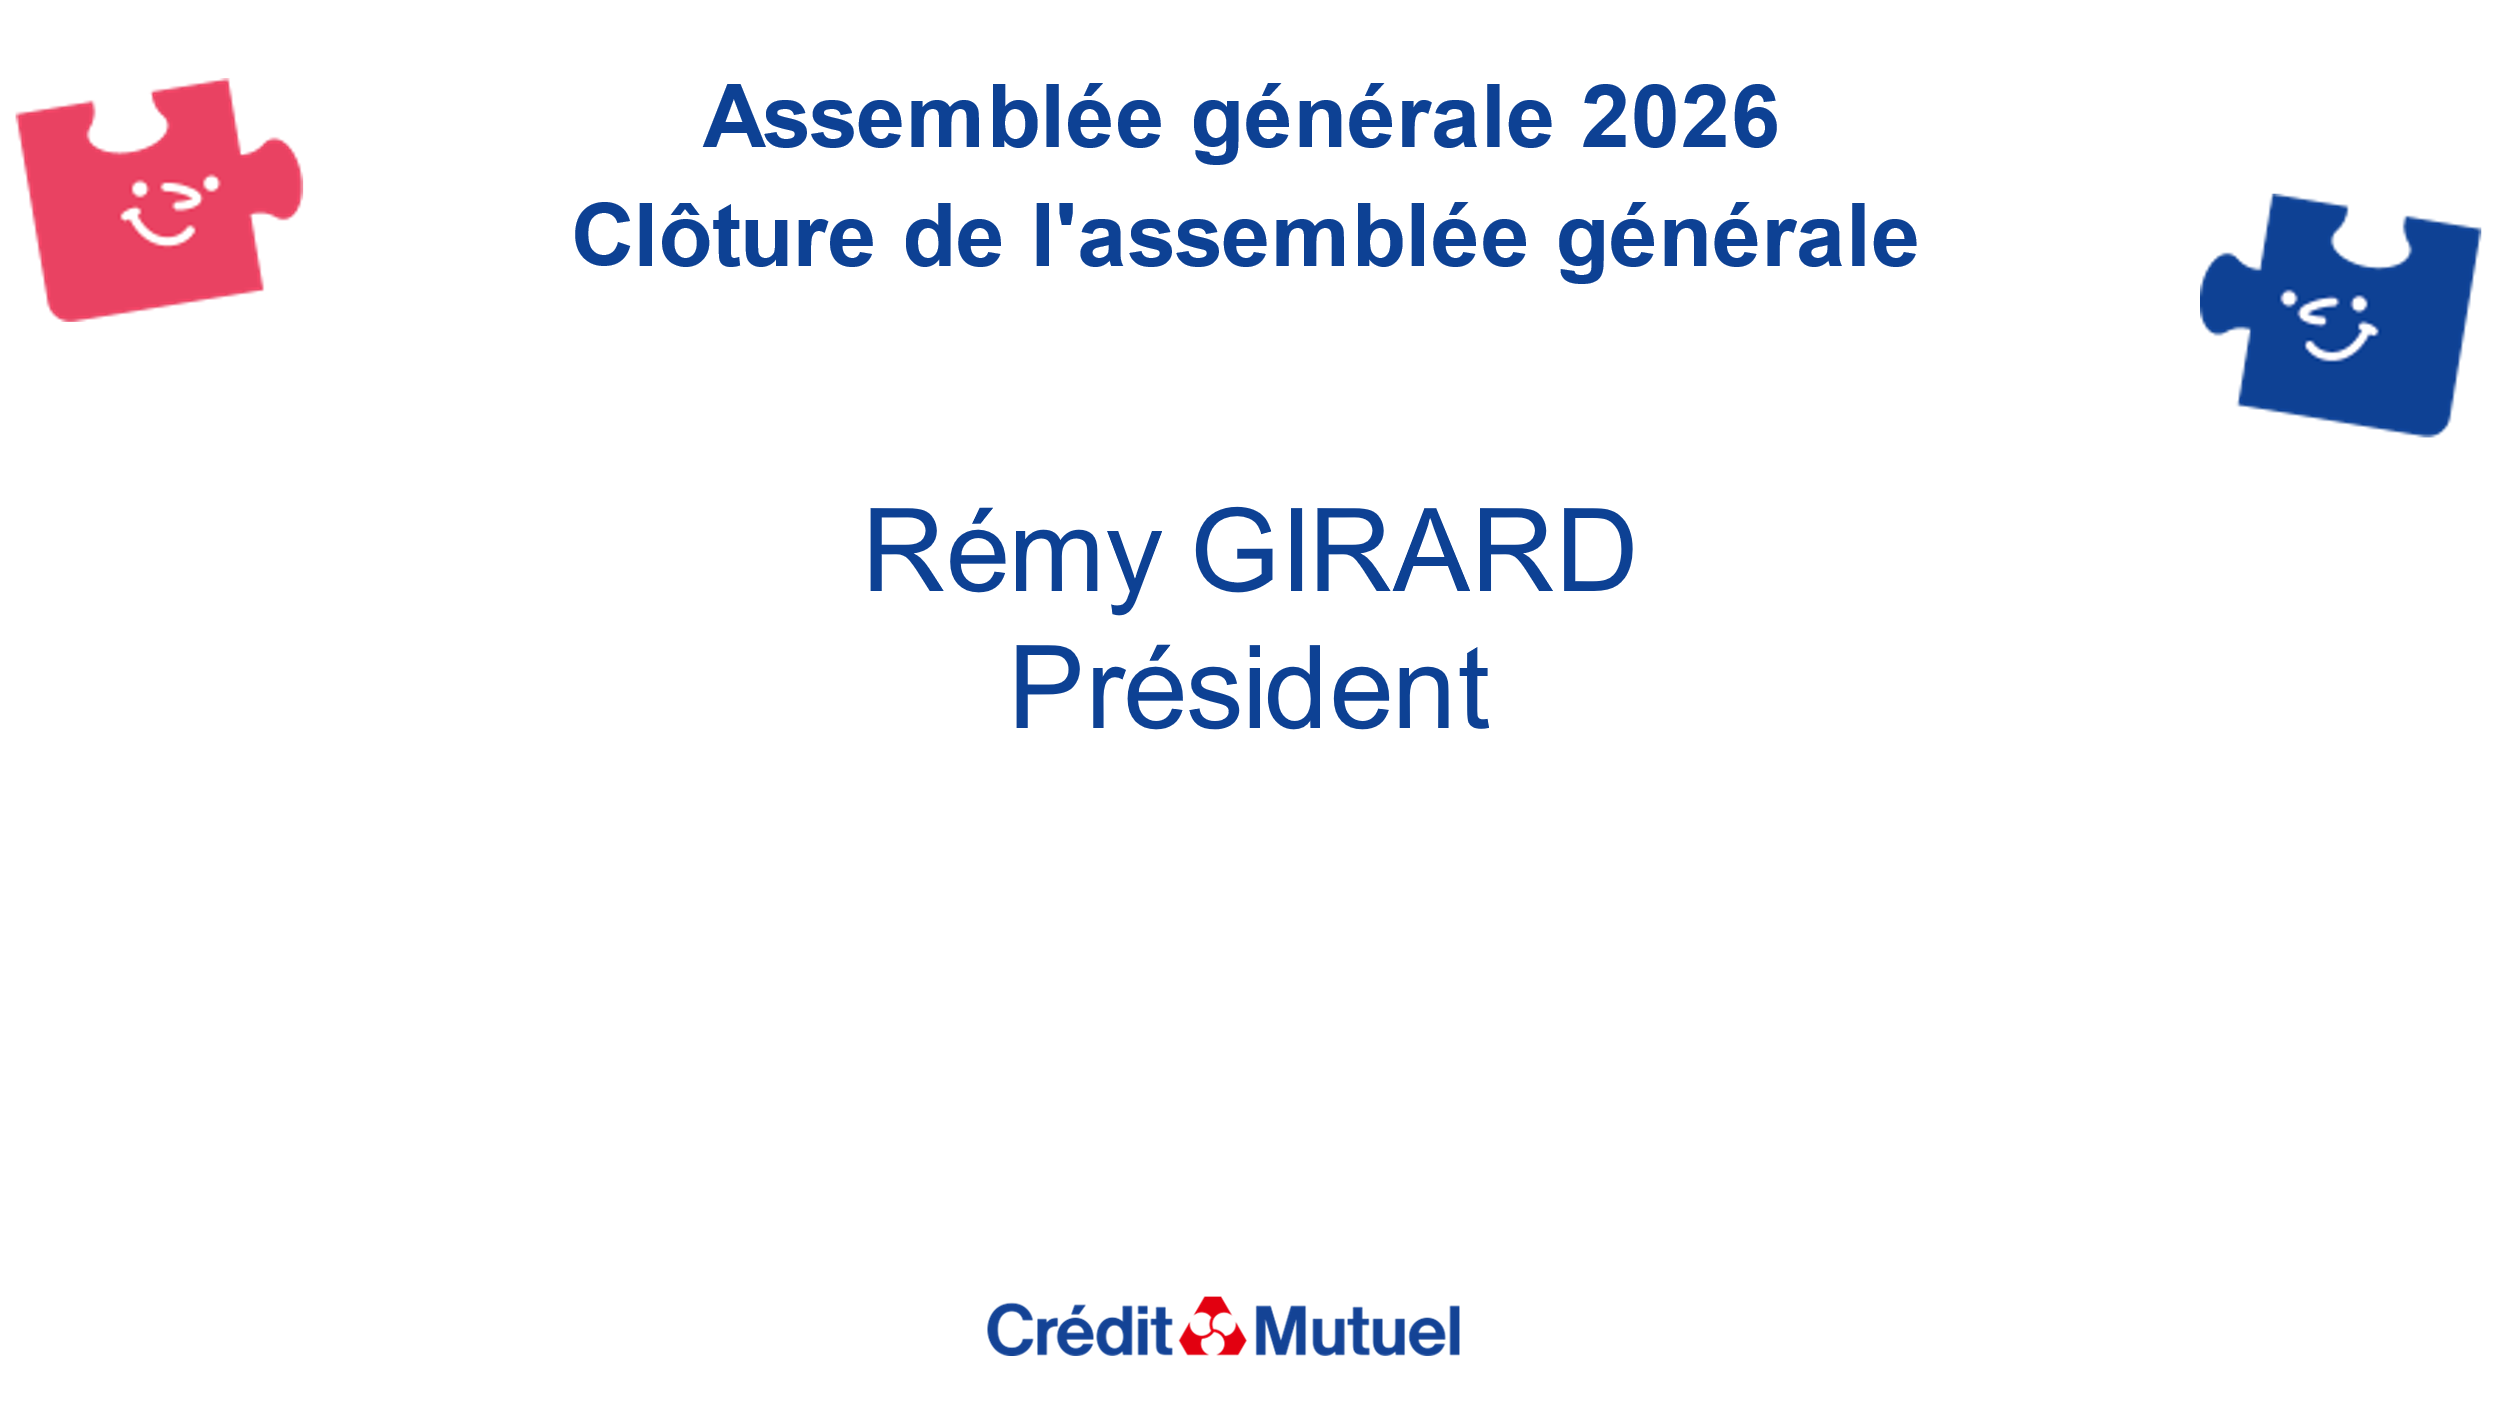 Assemblée générale 2026
Clôture de l'assemblée générale
Rémy GIRARD
Président
Crédit Mutuel